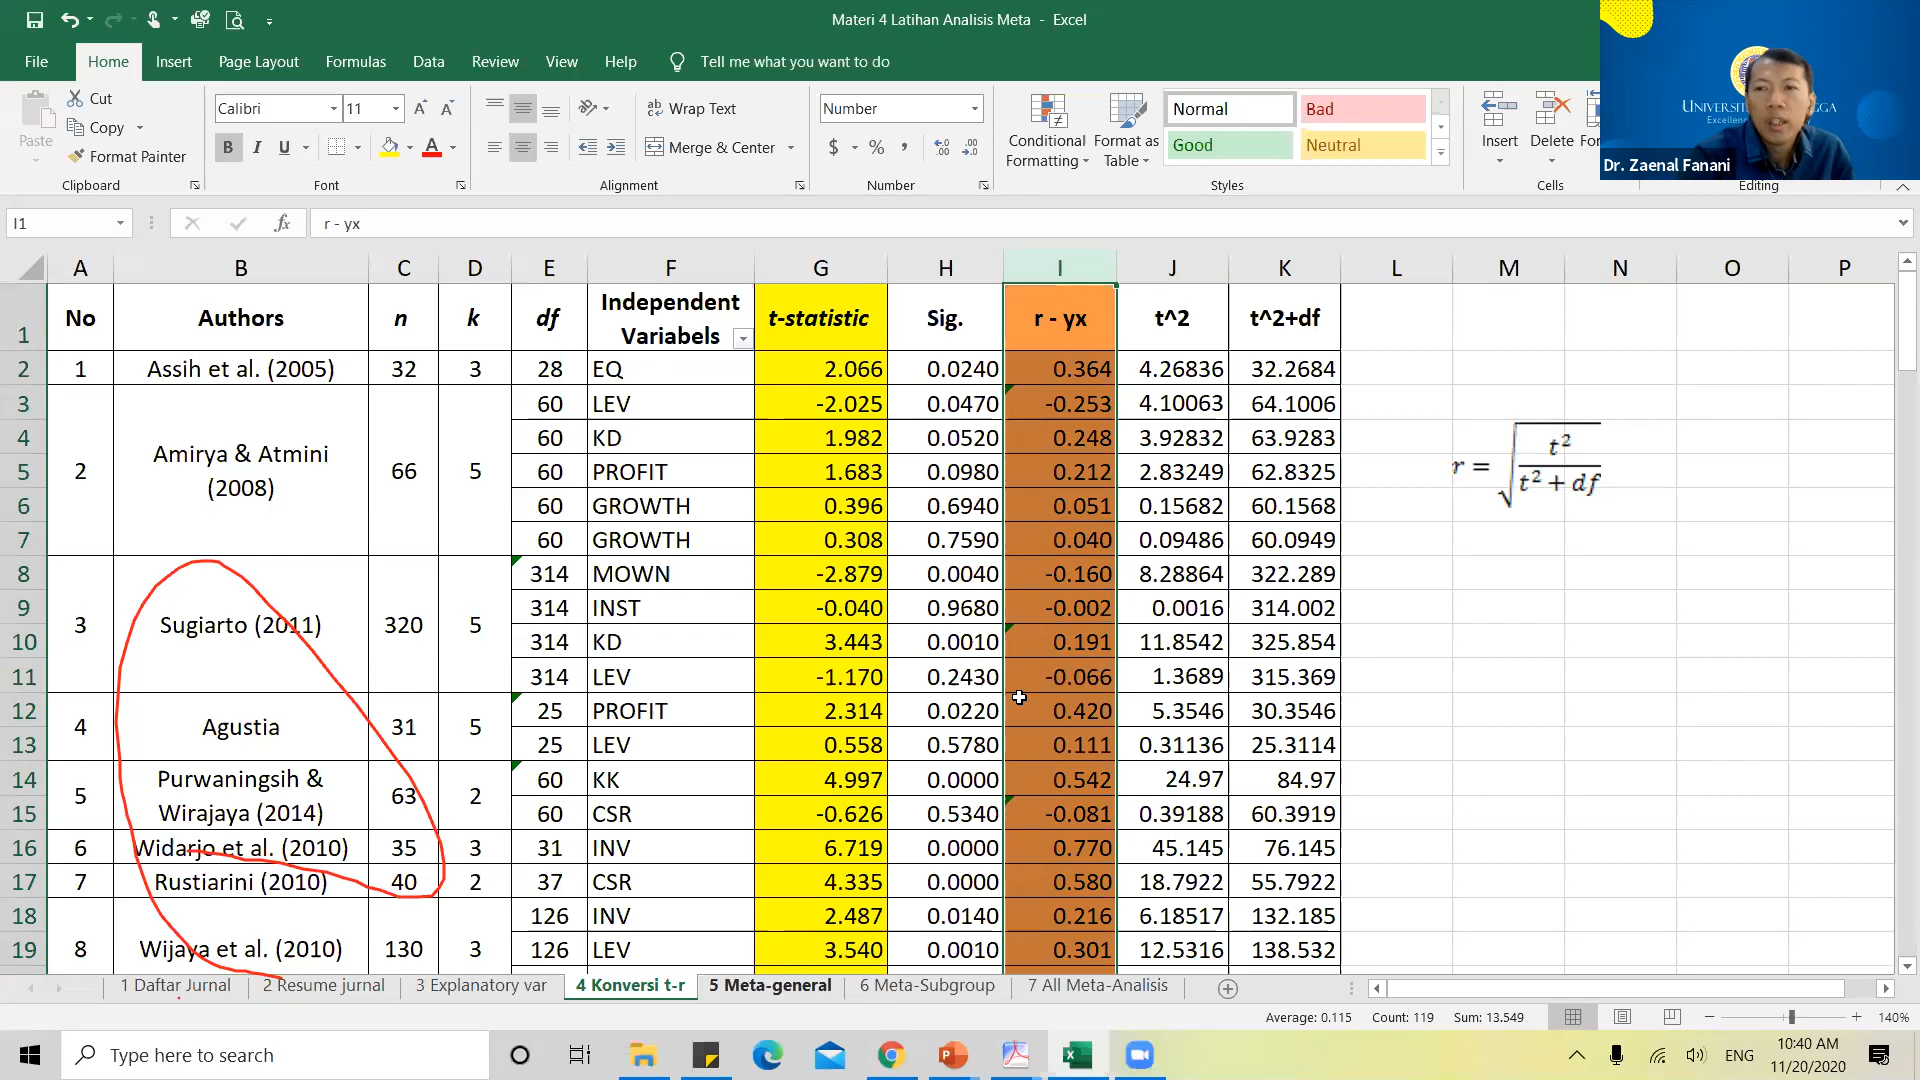 Materi 4 Latihan Analisis Meta - Excel
File Home Insert Page Layout Formulas Data Review View Help Tell me what you want to do
Cut
Copy
Format Painter
Paste
Clipboard
Calibri 11
B I U
Font
Wrap Text
Merge & Center
Alignment
Number
$ %
Number
Conditional Formatting
Format as Table
Normal Bad
Good Neutral
Styles
Insert Delete
Cells
Editing
Dr. Zaenal Fanani
I1 fx r - yx
A B C D E F G H I J K L M N O P
1 No Authors n k df Independent Variabels t-statistic Sig. r - yx t^2 t^2+df
2 1 Assih et al. (2005) 32 3 28 EQ 2.066 0.0240 0.364 4.26836 32.2684
3 60 LEV -2.025 0.0470 -0.253 4.10063 64.1006
4 2 Amirya & Atmini (2008) 66 5 60 KD 1.982 0.0520 0.248 3.92832 63.9283
5 60 PROFIT 1.683 0.0980 0.212 2.83249 62.8325
6 60 GROWTH 0.396 0.6940 0.051 0.15682 60.1568
7 60 GROWTH 0.308 0.7590 0.040 0.09486 60.0949
8 314 MOWN -2.879 0.0040 -0.160 8.28864 322.289
9 3 Sugiarto (2011) 320 5 314 INST -0.040 0.9680 -0.002 0.0016 314.002
10 314 KD 3.443 0.0010 0.191 11.8542 325.854
11 314 LEV -1.170 0.2430 -0.066 1.3689 315.369
12 4 Agustia 31 5 25 PROFIT 2.314 0.0220 0.420 5.3546 30.3546
13 25 LEV 0.558 0.5780 0.111 0.31136 25.3114
14 5 Purwaningsih & Wirajaya (2014) 63 2 60 KK 4.997 0.0000 0.542 24.97 84.97
15 60 CSR -0.626 0.5340 -0.081 0.39188 60.3919
16 6 Widarjo et al. (2010) 35 3 31 INV 6.719 0.0000 0.770 45.145 76.145
17 7 Rustiarini (2010) 40 2 37 CSR 4.335 0.0000 0.580 18.7922 55.7922
18 126 INV 2.487 0.0140 0.216 6.18517 132.185
19 8 Wijaya et al. (2010) 130 3 126 LEV 3.540 0.0010 0.301 12.5316 138.532
r = √(t² / (t² + df))
1 Daftar Jurnal 2 Resume jurnal 3 Explanatory var 4 Konversi t-r 5 Meta-general 6 Meta-Subgroup 7 All Meta-Analisis
Average: 0.115 Count: 119 Sum: 13.549 140%
Type here to search
ENG
10:40 AM
11/20/2020